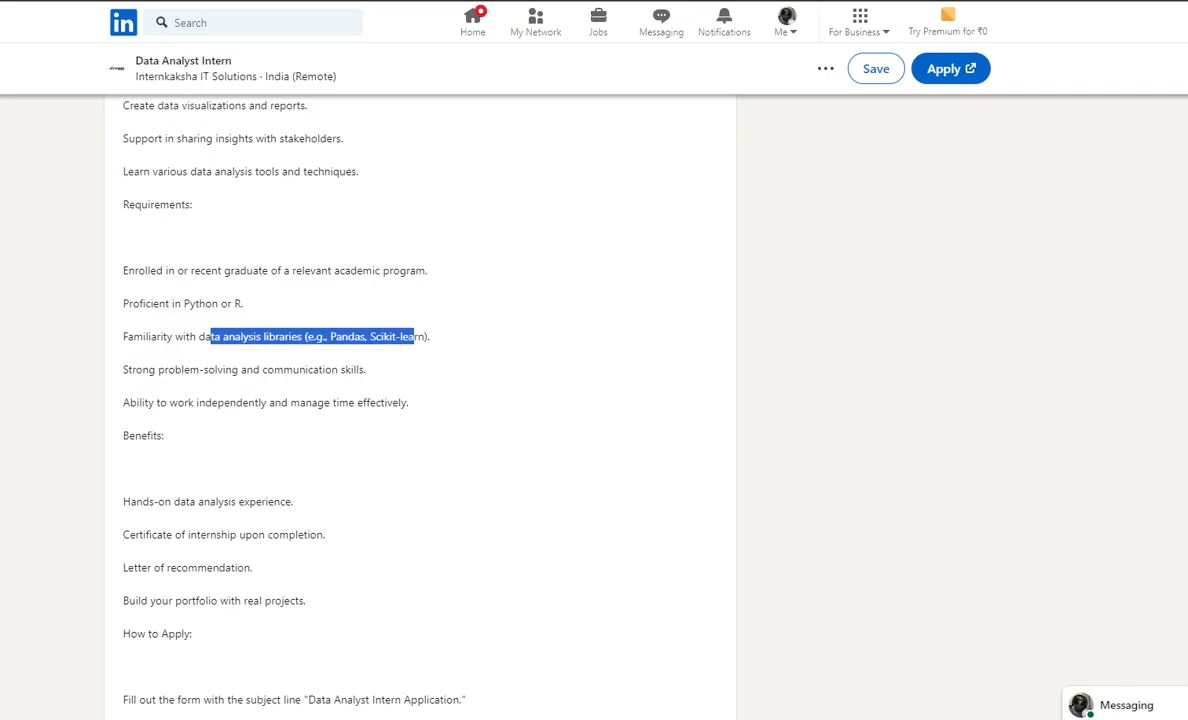 in
Search
Home
My Network
Jobs
Messaging
Notifications
Me
For Business
Try Premium for ₹0
Data Analyst Intern
Internkaksha IT Solutions · India (Remote)
Save
Apply
Create data visualizations and reports.
Support in sharing insights with stakeholders.
Learn various data analysis tools and techniques.
Requirements:
Enrolled in or recent graduate of a relevant academic program.
Proficient in Python or R.
Familiarity with data analysis libraries (e.g., Pandas, Scikit-learn).
Strong problem-solving and communication skills.
Ability to work independently and manage time effectively.
Benefits:
Hands-on data analysis experience.
Certificate of internship upon completion.
Letter of recommendation.
Build your portfolio with real projects.
How to Apply:
Fill out the form with the subject line "Data Analyst Intern Application."
Messaging